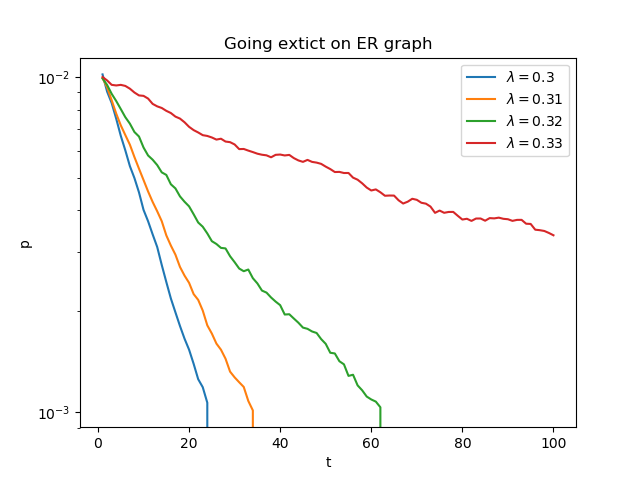 Going extict on ER graph
λ = 0.3
λ = 0.31
λ = 0.32
λ = 0.33
10⁻²
p
10⁻³
0 20 40 60 80 100
t